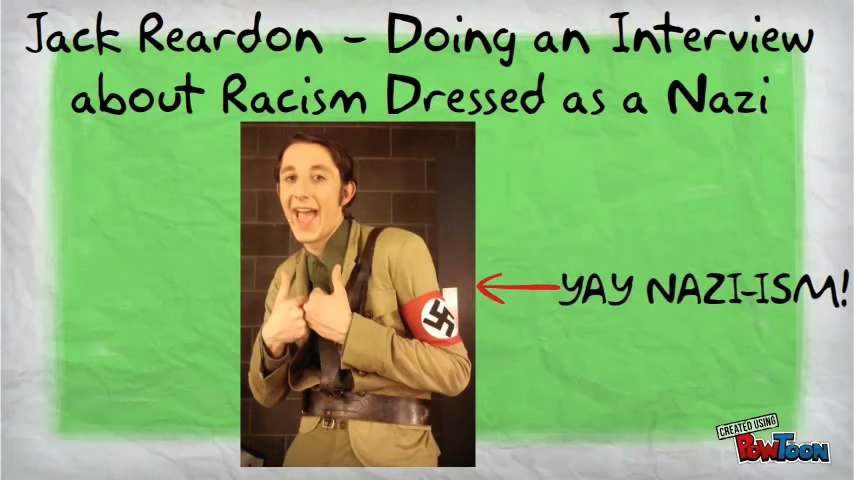 Jack Reardon - Doing an Interview
about Racism Dressed as a Nazi
YAY NAZI-ISM!
CREATED USING
POWTOON